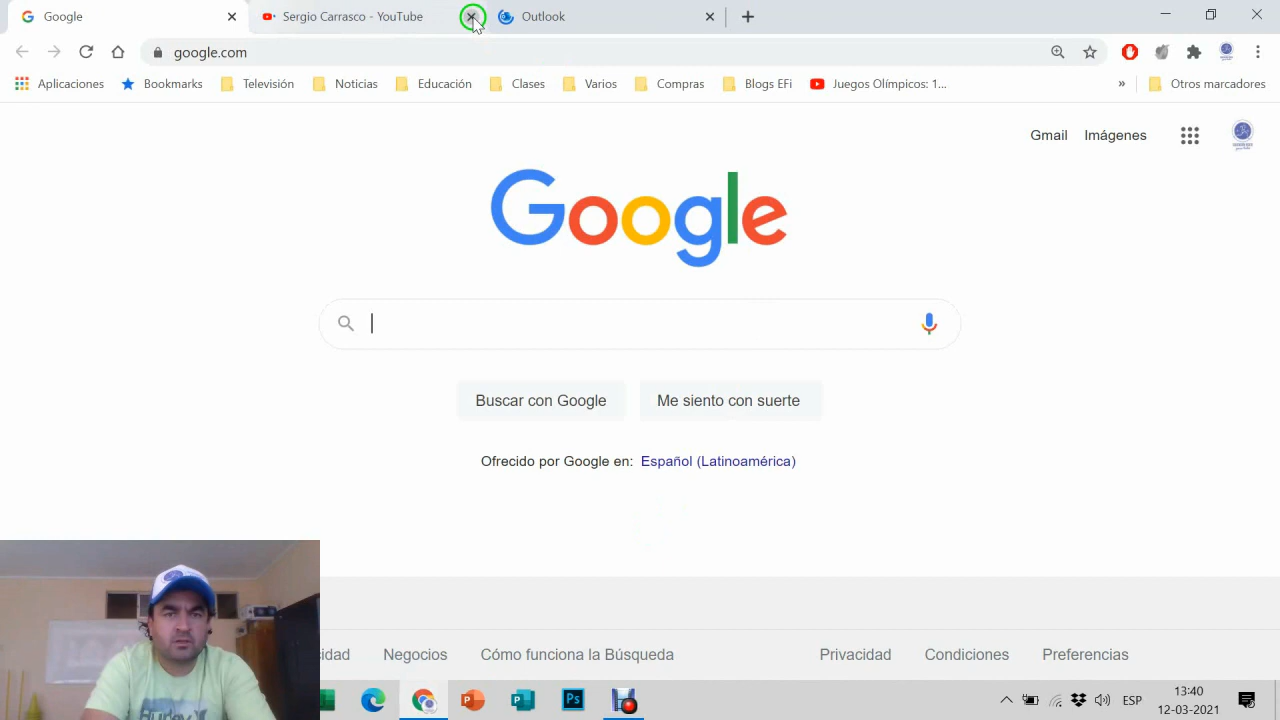 Google
Sergio Carrasco - YouTube
Outlook
google.com
Aplicaciones
Bookmarks
Televisión
Noticias
Educación
Clases
Varios
Compras
Blogs EFi
Juegos Olímpicos: 1...
»
Otros marcadores
Gmail
Imágenes
Google
Buscar con Google
Me siento con suerte
Ofrecido por Google en: Español (Latinoamérica)
idad
Negocios
Cómo funciona la Búsqueda
Privacidad
Condiciones
Preferencias
ESP
13:40
12-03-2021